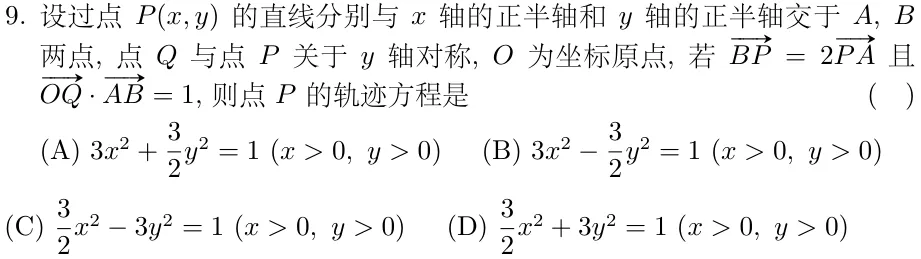 9. 设过点 $P(x,y)$ 的直线分别与 $x$ 轴的正半轴和 $y$ 轴的正半轴交于 $A$, $B$
两点, 点 $Q$ 与点 $P$ 关于 $y$ 轴对称, $O$ 为坐标原点, 若 $\overrightarrow{BP} = 2\overrightarrow{PA}$ 且
$\overrightarrow{OQ} \cdot \overrightarrow{AB} = 1$, 则点 $P$ 的轨迹方程是 ( )
(A) $3x^2 + \frac{3}{2}y^2 = 1$ $(x > 0, y > 0)$ (B) $3x^2 - \frac{3}{2}y^2 = 1$ $(x > 0, y > 0)$
(C) $\frac{3}{2}x^2 - 3y^2 = 1$ $(x > 0, y > 0)$ (D) $\frac{3}{2}x^2 + 3y^2 = 1$ $(x > 0, y > 0)$